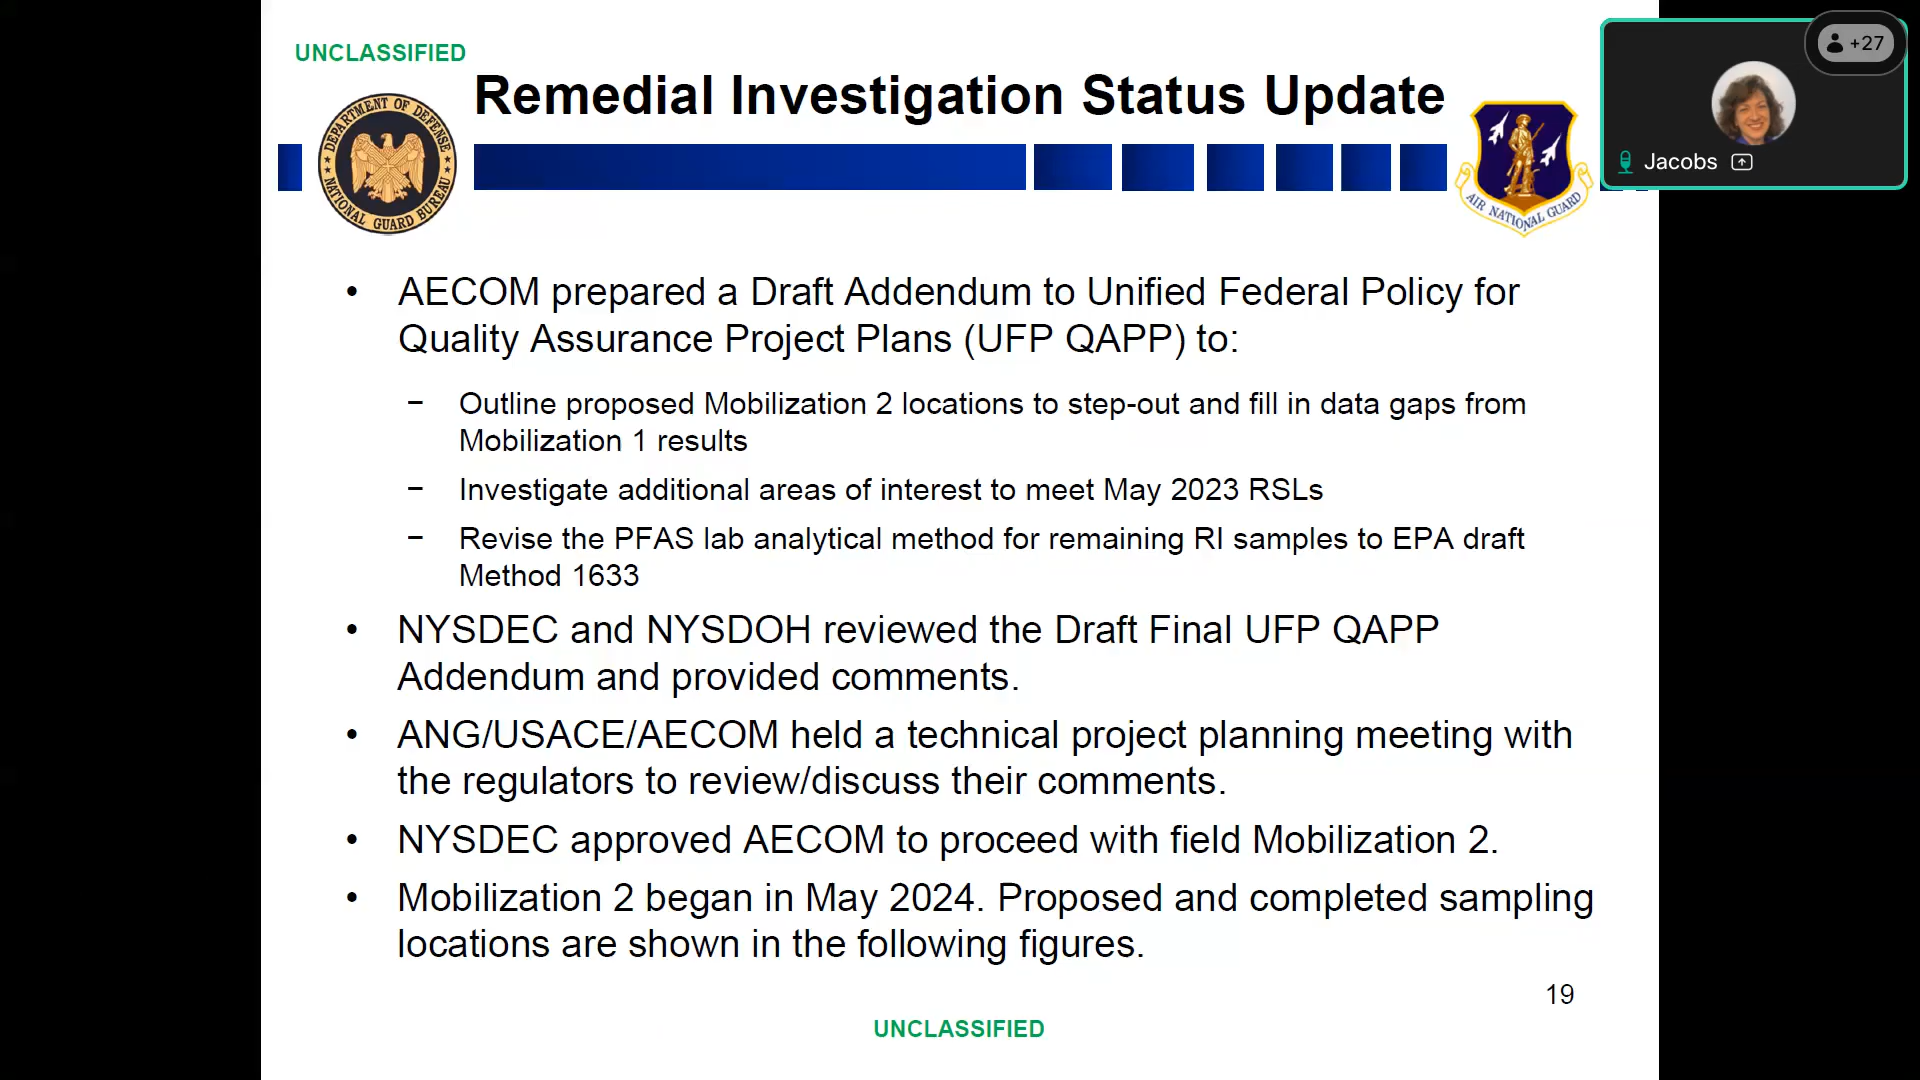 UNCLASSIFIED
Remedial Investigation Status Update
DEPARTMENT OF DEFENSE
NATIONAL GUARD BUREAU
AIR NATIONAL GUARD
+27
Jacobs
• AECOM prepared a Draft Addendum to Unified Federal Policy for
Quality Assurance Project Plans (UFP QAPP) to:
− Outline proposed Mobilization 2 locations to step-out and fill in data gaps from
Mobilization 1 results
− Investigate additional areas of interest to meet May 2023 RSLs
− Revise the PFAS lab analytical method for remaining RI samples to EPA draft
Method 1633
• NYSDEC and NYSDOH reviewed the Draft Final UFP QAPP
Addendum and provided comments.
• ANG/USACE/AECOM held a technical project planning meeting with
the regulators to review/discuss their comments.
• NYSDEC approved AECOM to proceed with field Mobilization 2.
• Mobilization 2 began in May 2024. Proposed and completed sampling
locations are shown in the following figures.
19
UNCLASSIFIED